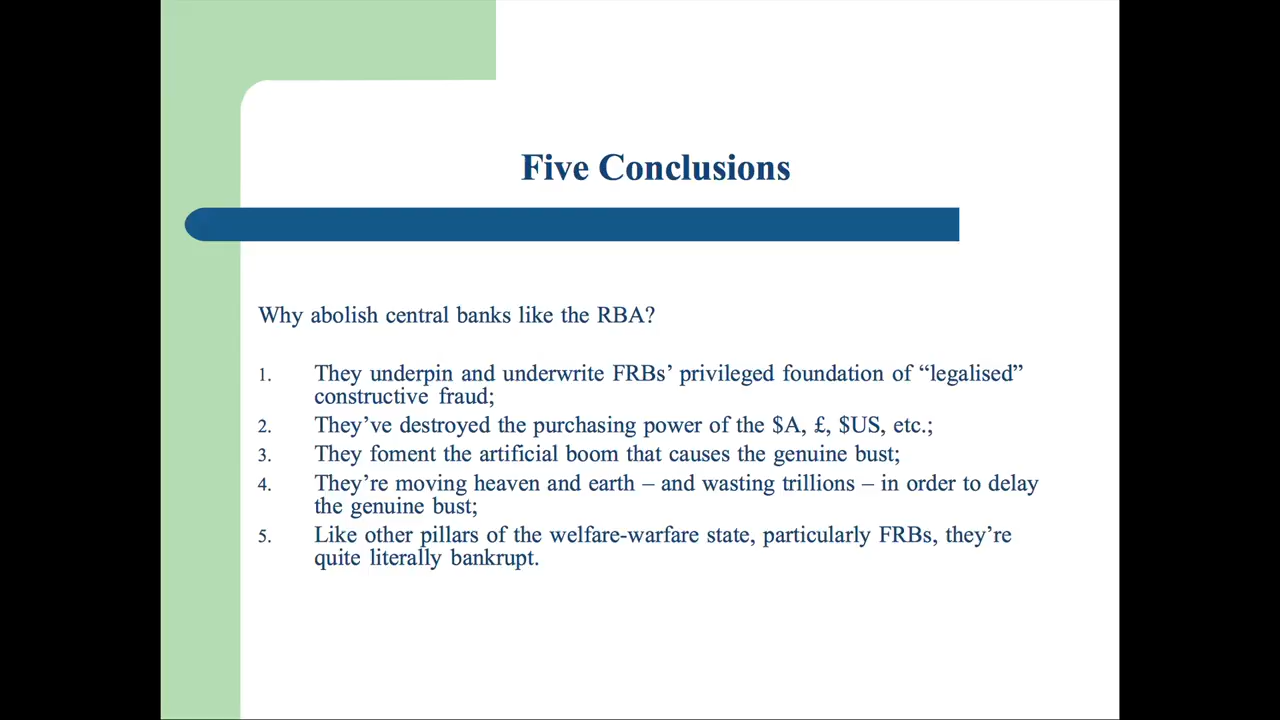 Five Conclusions
Why abolish central banks like the RBA?
1. They underpin and underwrite FRBs’ privileged foundation of “legalised”
constructive fraud;
2. They’ve destroyed the purchasing power of the $A, £, $US, etc.;
3. They foment the artificial boom that causes the genuine bust;
4. They’re moving heaven and earth – and wasting trillions – in order to delay
the genuine bust;
5. Like other pillars of the welfare-warfare state, particularly FRBs, they’re
quite literally bankrupt.